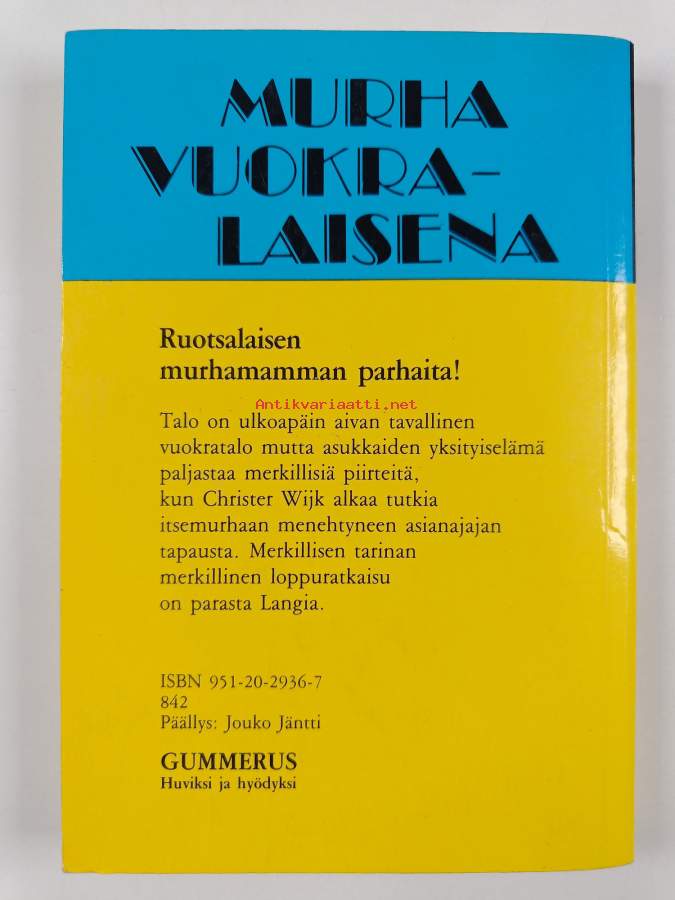 MURHA
VUOKRA-
LAISENA
Ruotsalaisen
murhamamman parhaita!
Antikvariaatti.net
Talo on ulkoapäin aivan tavallinen
vuokratalo mutta asukkaiden yksityiselämä
paljastaa merkillisiä piirteitä,
kun Christer Wijk alkaa tutkia
itsemurhaan menehtyneen asianajajan
tapausta. Merkillisen tarinan
merkillinen loppuratkaisu
on parasta Langia.
ISBN 951-20-2936-7
842
Päällys: Jouko Jäntti
GUMMERUS
Huviksi ja hyödyksi